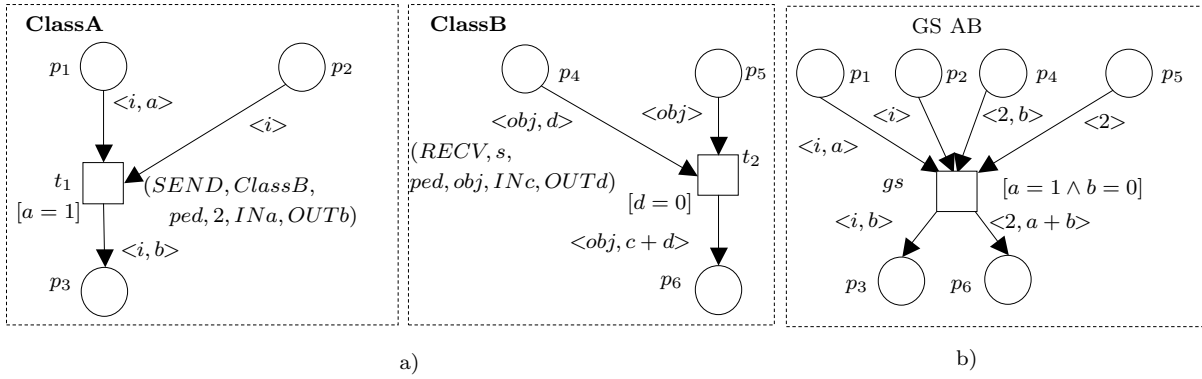 ClassA
p1
p2
<i, a>
<i>
t1
(SEND, ClassB,
ped, 2, INa, OUTb)
[a = 1]
<i, b>
p3
ClassB
p4
p5
<obj, d>
<obj>
(RECV, s,
ped, obj, INc, OUTd)
t2
[d = 0]
<obj, c + d>
p6
a)
GS AB
p1
p2
p4
p5
<i>
<2, b>
<2>
<i, a>
gs
[a = 1 ∧ b = 0]
<i, b>
<2, a + b>
p3
p6
b)